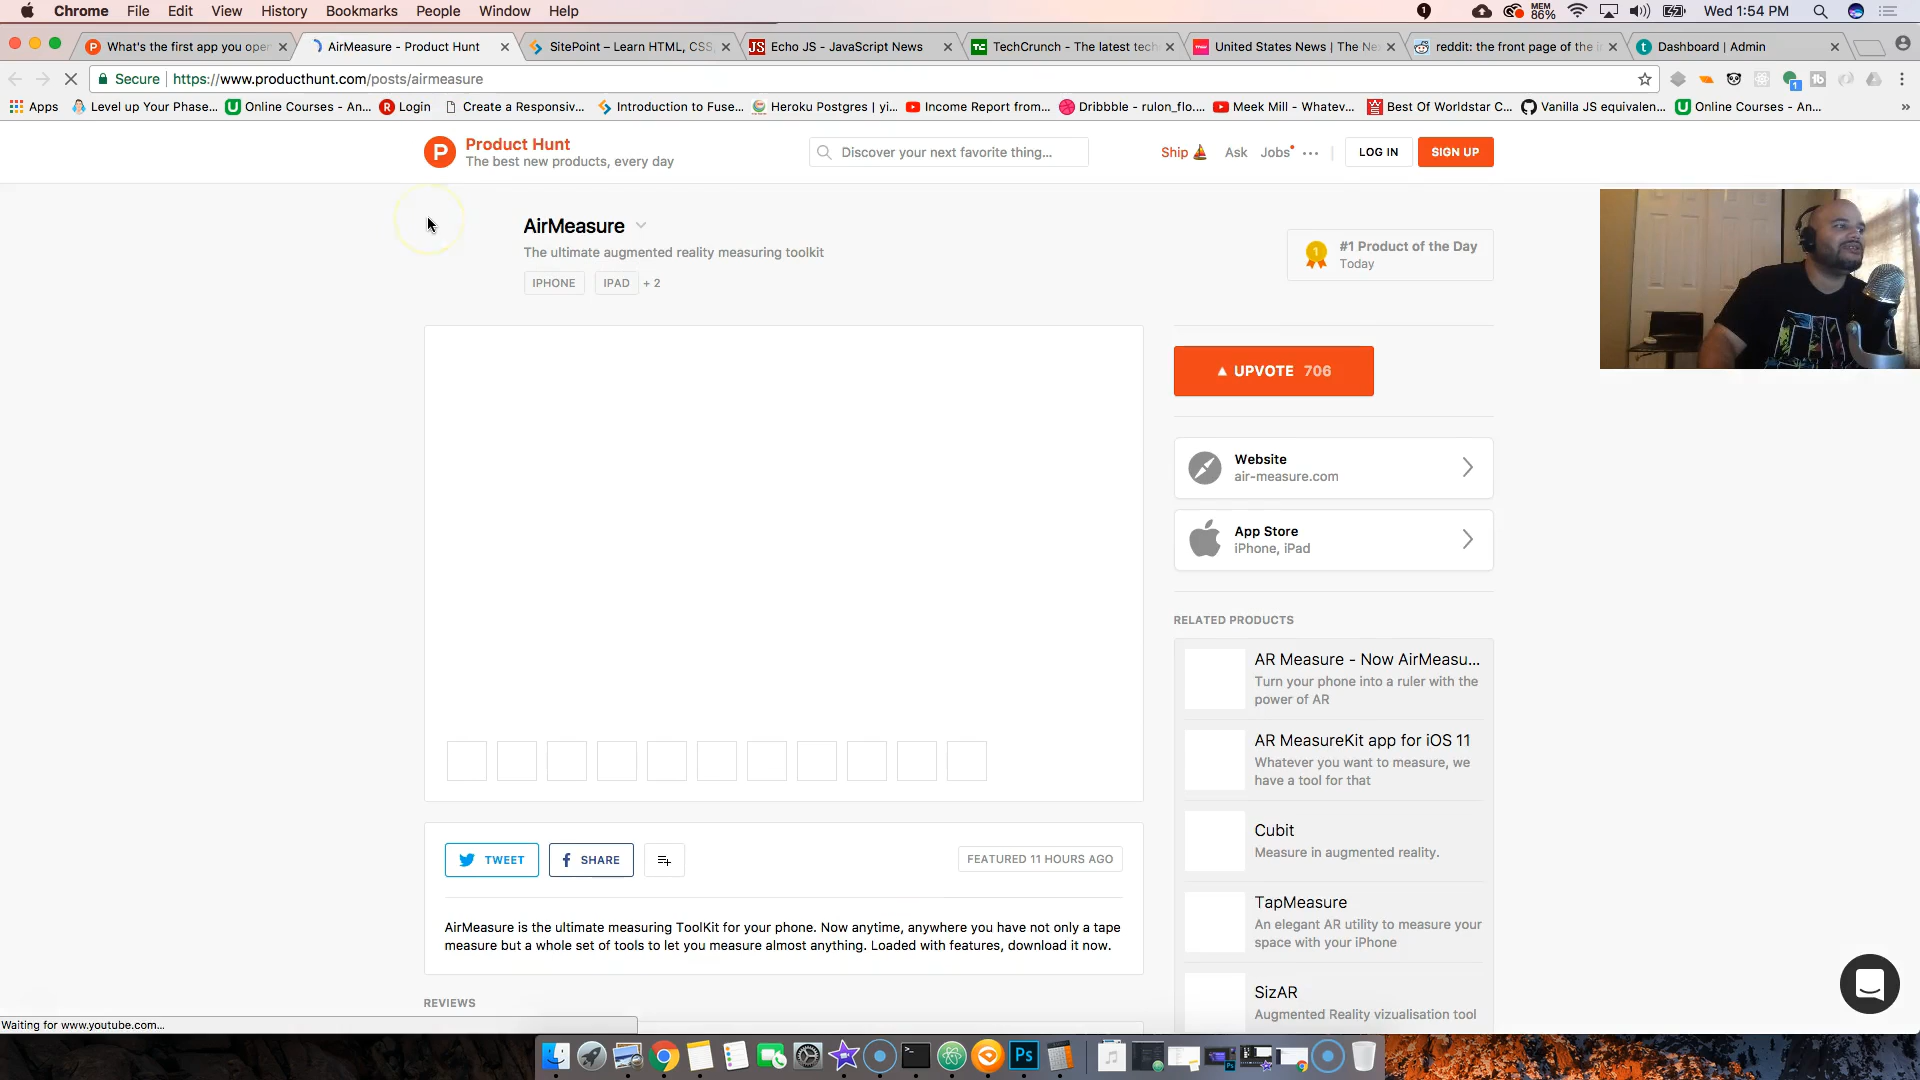 Chrome File Edit View History Bookmarks People Window Help
MEM 86% Wed 1:54 PM
What's the first app you open
AirMeasure - Product Hunt
SitePoint – Learn HTML, CSS,
Echo JS - JavaScript News
TechCrunch - The latest tech
United States News | The Ne
reddit: the front page of the i
Dashboard | Admin
Secure https://www.producthunt.com/posts/airmeasure
Apps Level up Your Phase... Online Courses - An... Login Create a Responsiv... Introduction to Fuse... Heroku Postgres | yi... Income Report from... Dribbble - rulon_flo.... Meek Mill - Whatev... Best Of Worldstar C... Vanilla JS equivalen... Online Courses - An... »
Product Hunt
The best new products, every day
Discover your next favorite thing...
Ship Ask Jobs ••• LOG IN SIGN UP
AirMeasure
The ultimate augmented reality measuring toolkit
IPHONE IPAD + 2
#1 Product of the Day
Today
UPVOTE 706
Website
air-measure.com
App Store
iPhone, iPad
RELATED PRODUCTS
AR Measure - Now AirMeasu...
Turn your phone into a ruler with the
power of AR
AR MeasureKit app for iOS 11
Whatever you want to measure, we
have a tool for that
Cubit
Measure in augmented reality.
TapMeasure
An elegant AR utility to measure your
space with your iPhone
SizAR
Augmented Reality vizualisation tool
TWEET SHARE FEATURED 11 HOURS AGO
AirMeasure is the ultimate measuring ToolKit for your phone. Now anytime, anywhere you have not only a tape
measure but a whole set of tools to let you measure almost anything. Loaded with features, download it now.
REVIEWS
Waiting for www.youtube.com...
Ps